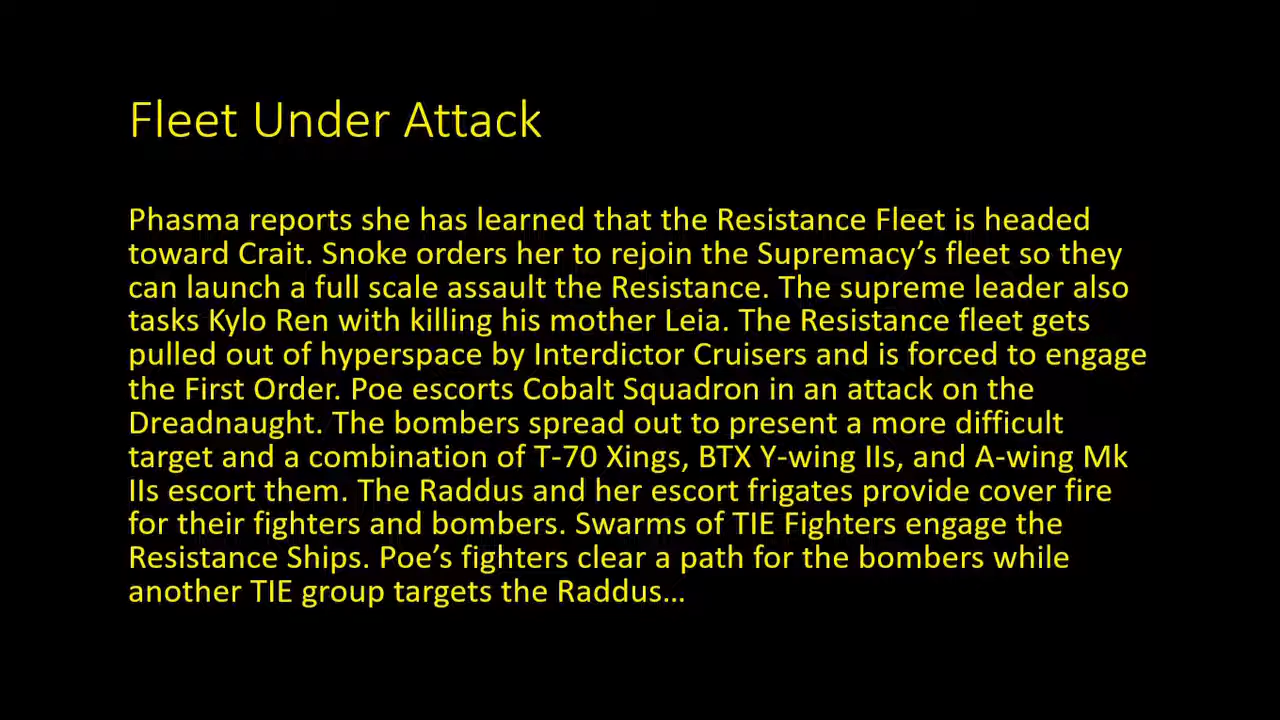 Fleet Under Attack
Phasma reports she has learned that the Resistance Fleet is headed
toward Crait. Snoke orders her to rejoin the Supremacy’s fleet so they
can launch a full scale assault the Resistance. The supreme leader also
tasks Kylo Ren with killing his mother Leia. The Resistance fleet gets
pulled out of hyperspace by Interdictor Cruisers and is forced to engage
the First Order. Poe escorts Cobalt Squadron in an attack on the
Dreadnaught. The bombers spread out to present a more difficult
target and a combination of T-70 Xings, BTX Y-wing IIs, and A-wing Mk
IIs escort them. The Raddus and her escort frigates provide cover fire
for their fighters and bombers. Swarms of TIE Fighters engage the
Resistance Ships. Poe’s fighters clear a path for the bombers while
another TIE group targets the Raddus…